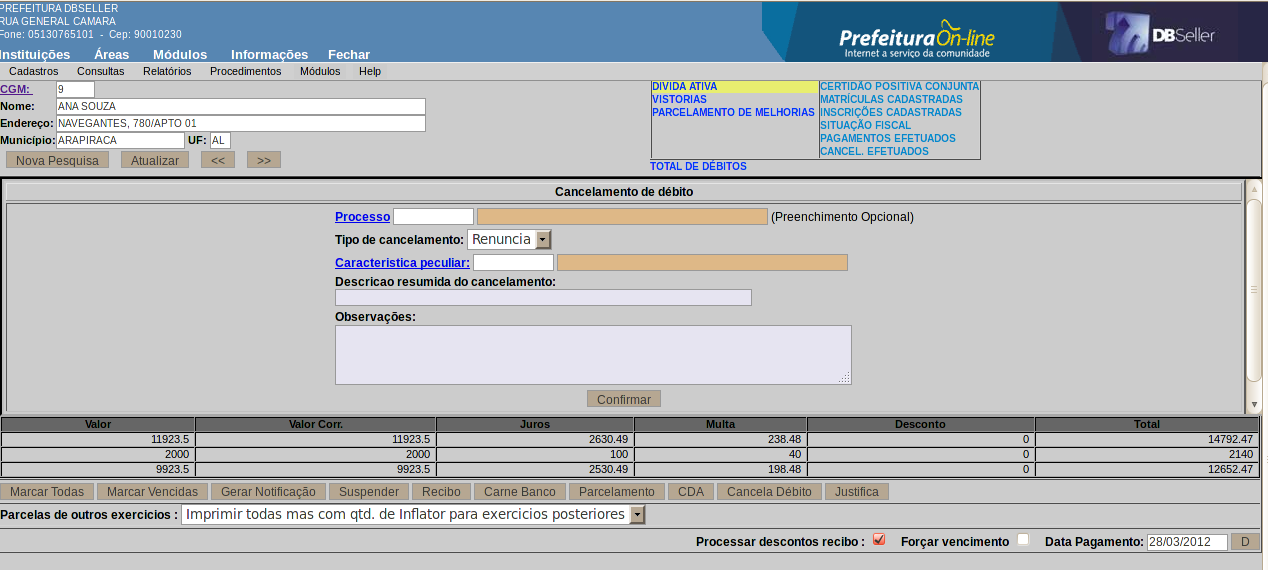 PREFEITURA DBSELLER
RUA GENERAL CAMARA
Fone: 05130765101 - Cep: 90010230
PrefeituraOn-line
Internet a serviço da comunidade
DBSeller
Instituições Áreas Módulos Informações Fechar
Cadastros Consultas Relatórios Procedimentos Módulos Help
CGM: 9
Nome: ANA SOUZA
Endereço: NAVEGANTES, 780/APTO 01
Município: ARAPIRACA UF: AL
Nova Pesquisa Atualizar << >>
DIVIDA ATIVA
VISTORIAS
PARCELAMENTO DE MELHORIAS
CERTIDÃO POSITIVA CONJUNTA
MATRÍCULAS CADASTRADAS
INSCRIÇÕES CADASTRADAS
SITUAÇÃO FISCAL
PAGAMENTOS EFETUADOS
CANCEL. EFETUADOS
TOTAL DE DÉBITOS
Cancelamento de débito
Processo (Preenchimento Opcional)
Tipo de cancelamento: Renuncia
Caracteristica peculiar:
Descricao resumida do cancelamento:
Observações:
Confirmar
Valor Valor Corr. Juros Multa Desconto Total
11923.5 11923.5 2630.49 238.48 0 14792.47
2000 2000 100 40 0 2140
9923.5 9923.5 2530.49 198.48 0 12652.47
Marcar Todas Marcar Vencidas Gerar Notificação Suspender Recibo Carne Banco Parcelamento CDA Cancela Débito Justifica
Parcelas de outros exercicios : Imprimir todas mas com qtd. de Inflator para exercicios posteriores
Processar descontos recibo : Forçar vencimento Data Pagamento: 28/03/2012 D